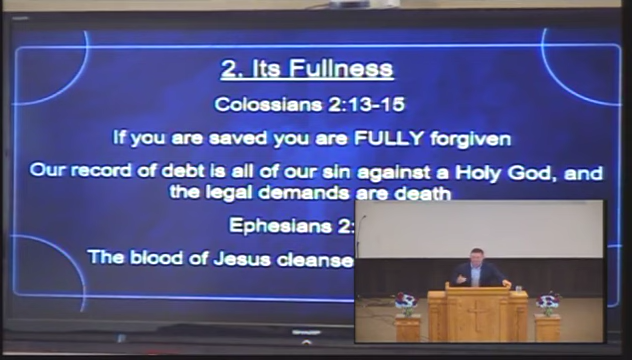 2. Its Fullness
Colossians 2:13-15
If you are saved you are FULLY forgiven
Our record of debt is all of our sin against a Holy God, and
the legal demands are death
Ephesians 2:
The blood of Jesus cleanse
SHARP